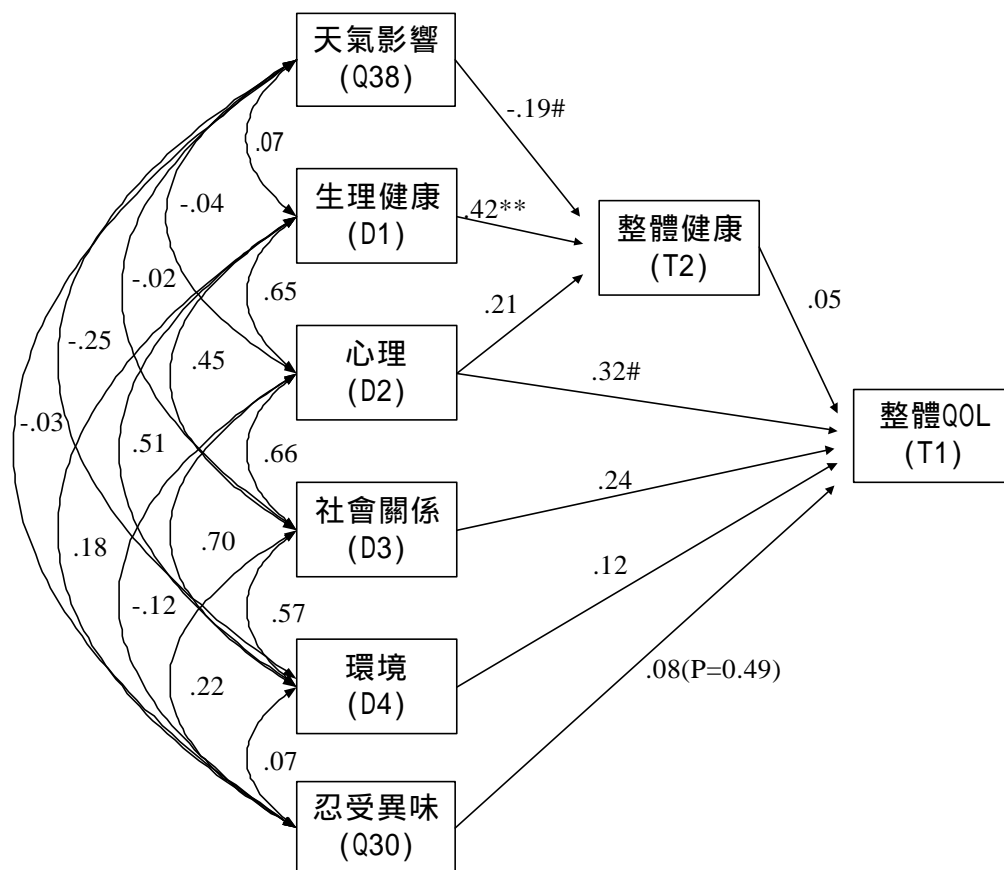 天氣影響
(Q38)
-.19#
.07
生理健康
(D1)
.42**
整體健康
(T2)
-.04
-.02
.65
.21
.05
-.25
.45
心理
(D2)
.32#
整體QOL
(T1)
-.03
.51
.66
.24
社會關係
(D3)
.18
.70
.12
-.12
.57
環境
(D4)
.08(P=0.49)
.22
.07
忍受異味
(Q30)